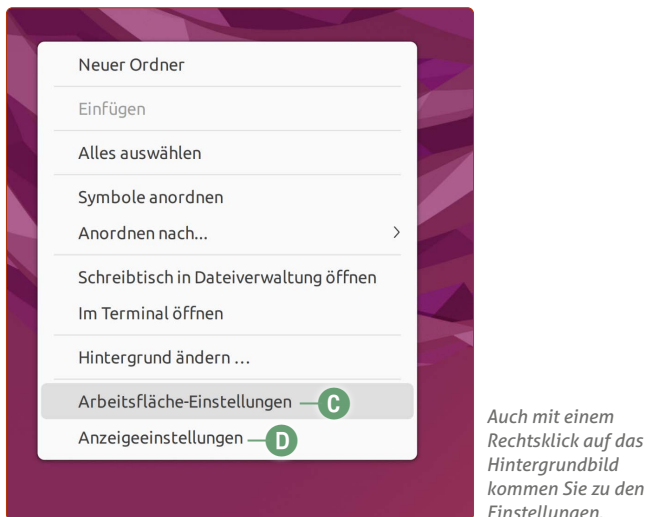 Neuer Ordner
Einfügen
Alles auswählen
Symbole anordnen
Anordnen nach...
Schreibtisch in Dateiverwaltung öffnen
Im Terminal öffnen
Hintergrund ändern …
Arbeitsfläche-Einstellungen C
Anzeigeeinstellungen D
Auch mit einem
Rechtsklick auf das
Hintergrundbild
kommen Sie zu den
Einstellungen.